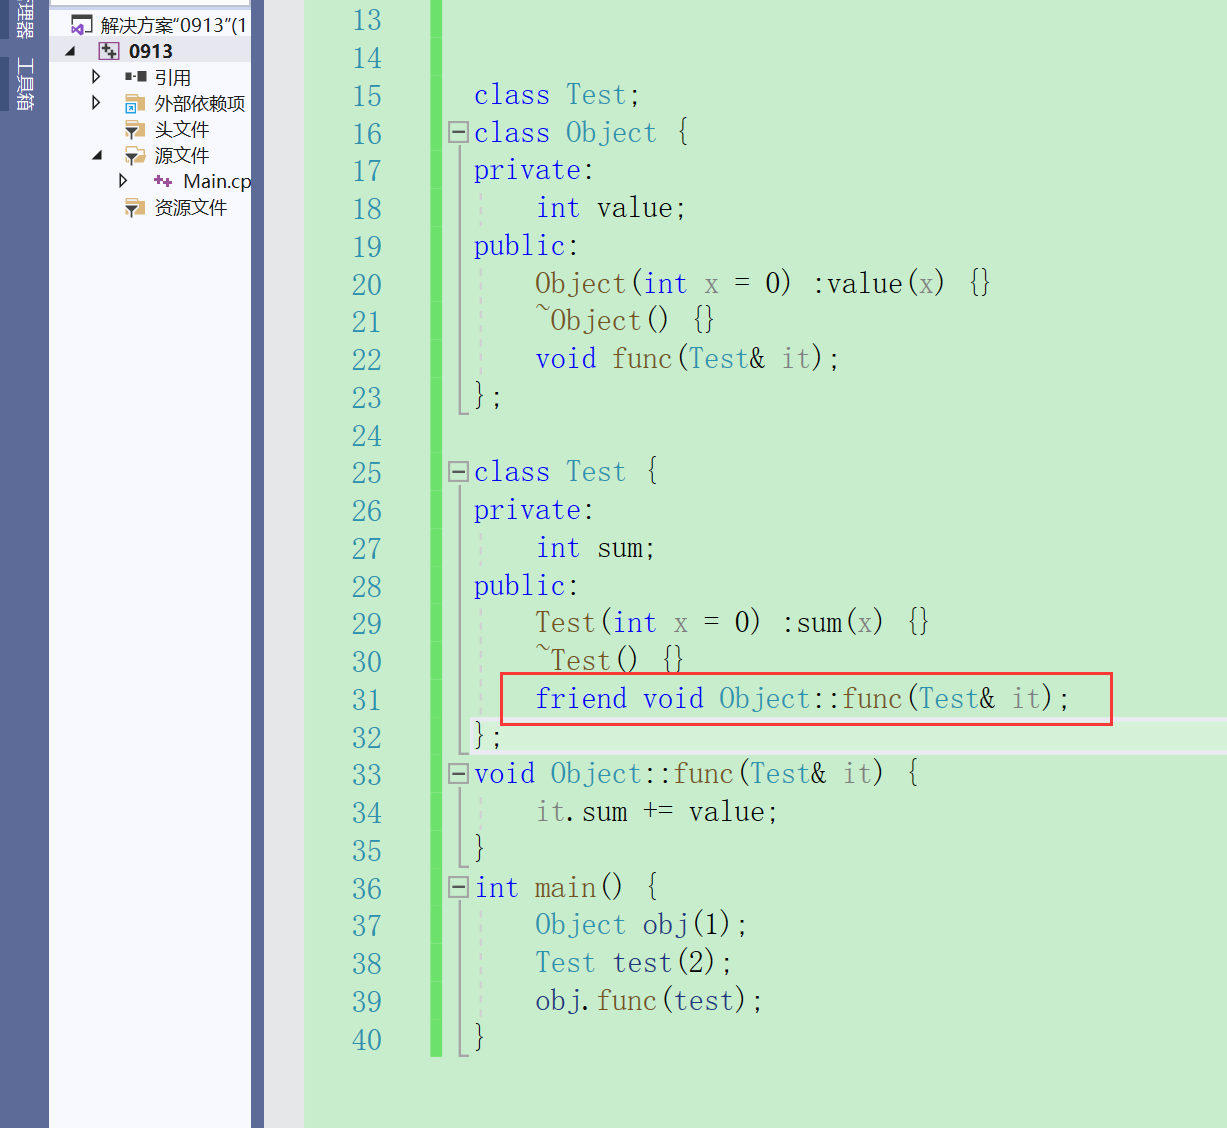 理器
工具箱
解决方案“0913”(1
0913
引用
外部依赖项
头文件
源文件
Main.cp
资源文件
13
14
15 class Test;
16 class Object {
17 private:
18 int value;
19 public:
20 Object(int x = 0) :value(x) {}
21 ~Object() {}
22 void func(Test& it);
23 };
24
25 class Test {
26 private:
27 int sum;
28 public:
29 Test(int x = 0) :sum(x) {}
30 ~Test() {}
31 friend void Object::func(Test& it);
32 };
33 void Object::func(Test& it) {
34 it.sum += value;
35 }
36 int main() {
37 Object obj(1);
38 Test test(2);
39 obj.func(test);
40 }